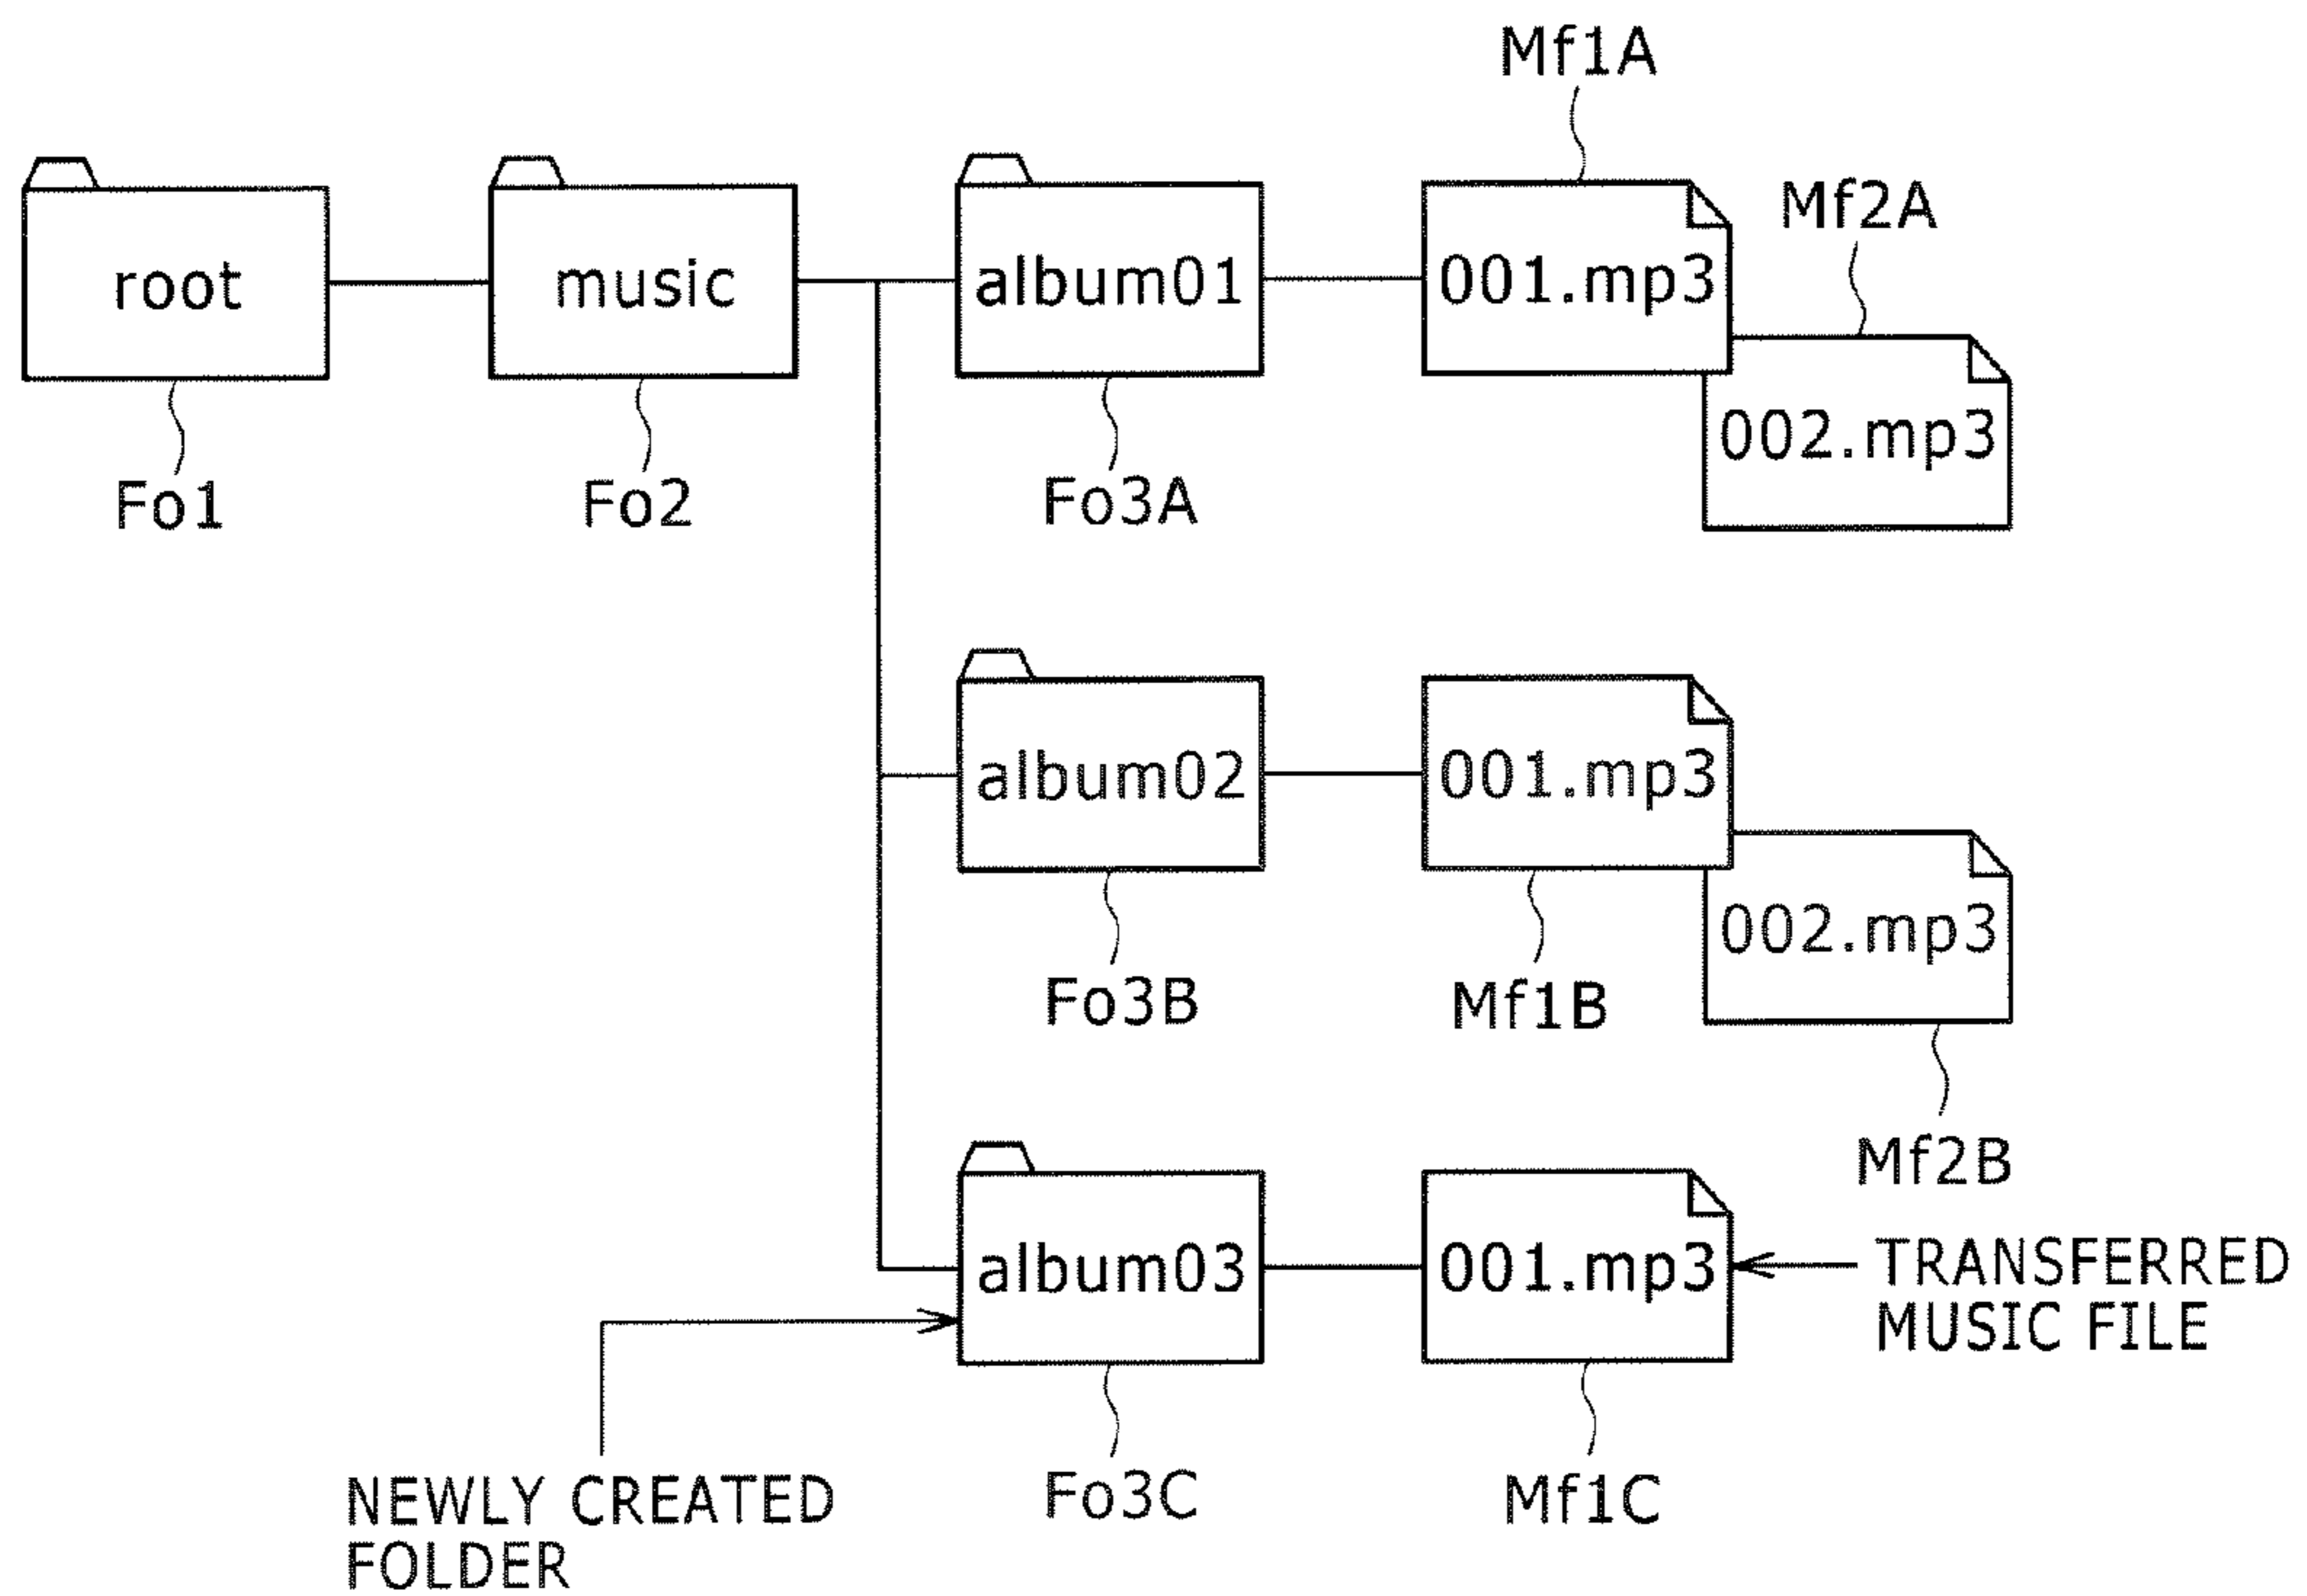 Mf1A
Mf2A
root
music
album01
001.mp3
002.mp3
Fo1
Fo2
Fo3A
album02
001.mp3
002.mp3
Fo3B
Mf1B
Mf2B
album03
001.mp3
TRANSFERRED
MUSIC FILE
NEWLY CREATED
FOLDER
Fo3C
Mf1C